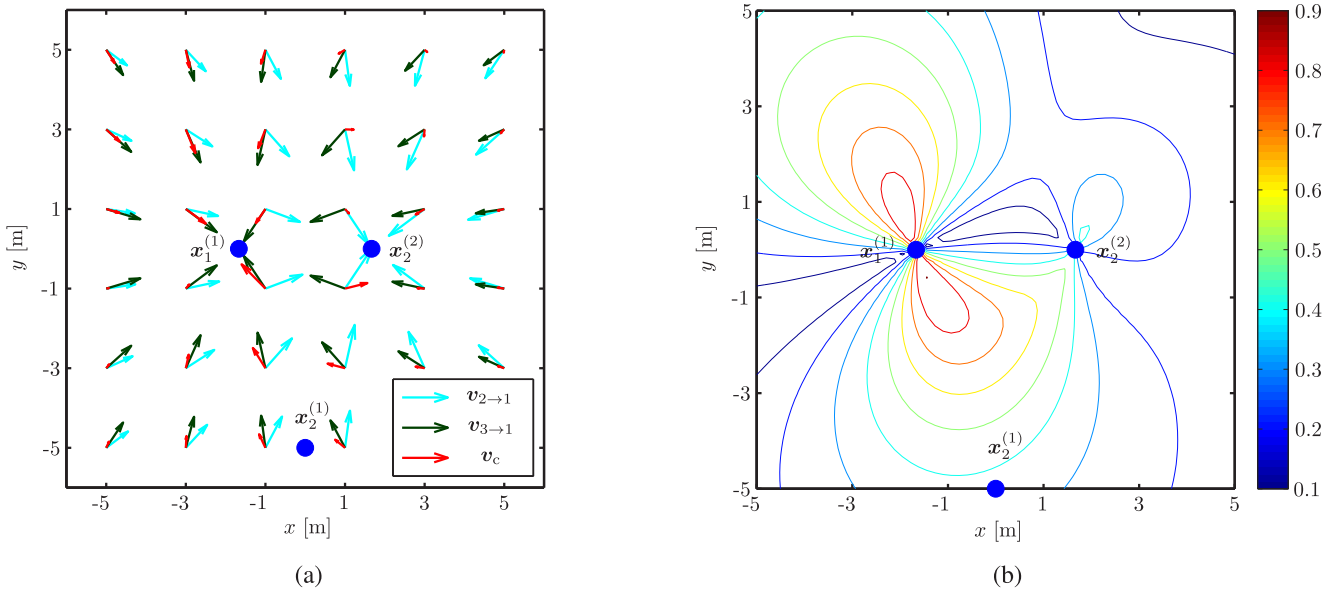 5
3
1
-1
-3
-5
y [m]
-5 -3 -1 1 3 5
x [m]
x_1^{(1)}
x_2^{(2)}
x_2^{(1)}
v_{2→1}
v_{3→1}
v_c
(a)
5
3
1
-1
-3
-5
y [m]
-5 -3 -1 1 3 5
x [m]
x_1^{(1)}
x_2^{(2)}
x_2^{(1)}
0.9
0.8
0.7
0.6
0.5
0.4
0.3
0.2
0.1
(b)